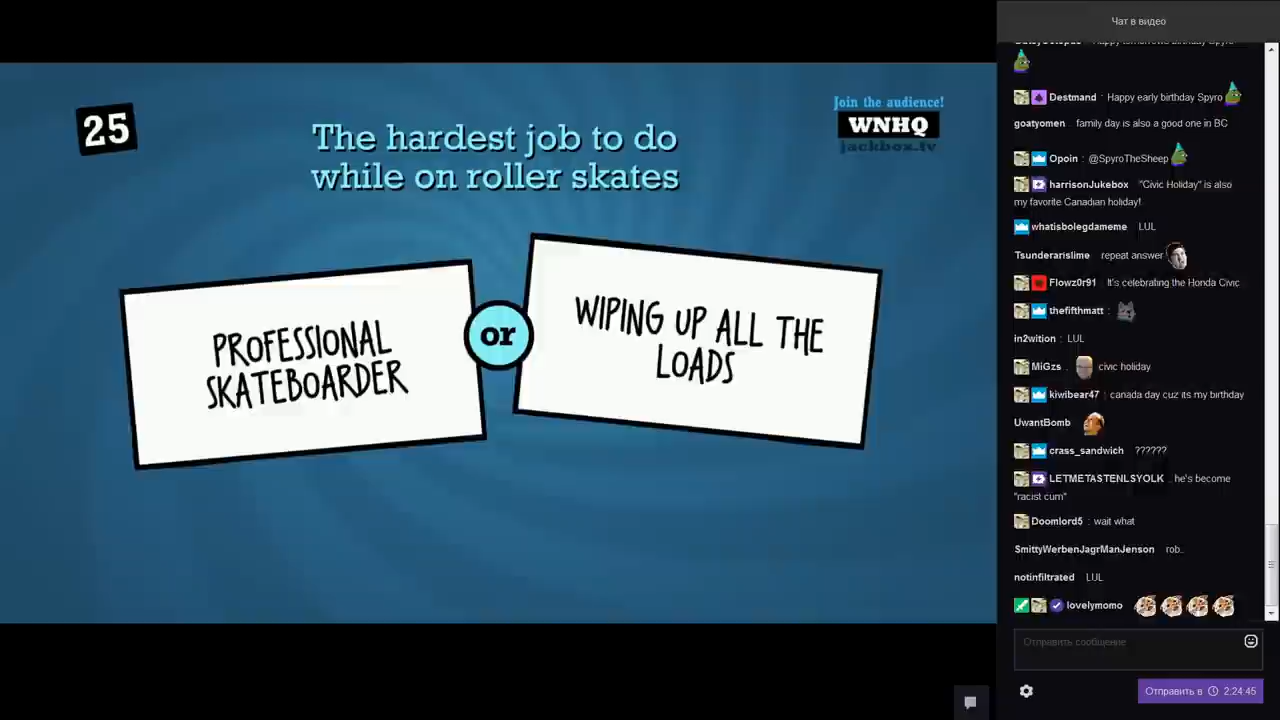 25
The hardest job to do
while on roller skates
Join the audience!
WNHQ
jackbox.tv
PROFESSIONAL
SKATEBOARDER
or
WIPING UP ALL THE
LOADS
Чат в видео
Destmand : Happy early birthday Spyro
goatyomen : family day is also a good one in BC
Opoin : @SpyroTheSheep
harrisonJukebox : "Civic Holiday" is also
my favorite Canadian holiday!
whatisbolegdameme : LUL
Tsunderarislime : repeat answer
Flowz0r91 : It's celebrating the Honda Civic
thefifthmatt :
in2wition : LUL
MiGzs : civic holiday
kiwibear47 : canada day cuz its my birthday
UwantBomb :
crass_sandwich : ??????
LETMETASTENLSYOLK : he's become
"racist cum"
Doomlord5 : wait what
SmittyWerbenJagrManJenson : rob..
notinfiltrated : LUL
lovelymomo :
Отправить сообщение
Отправить в 2:24:45